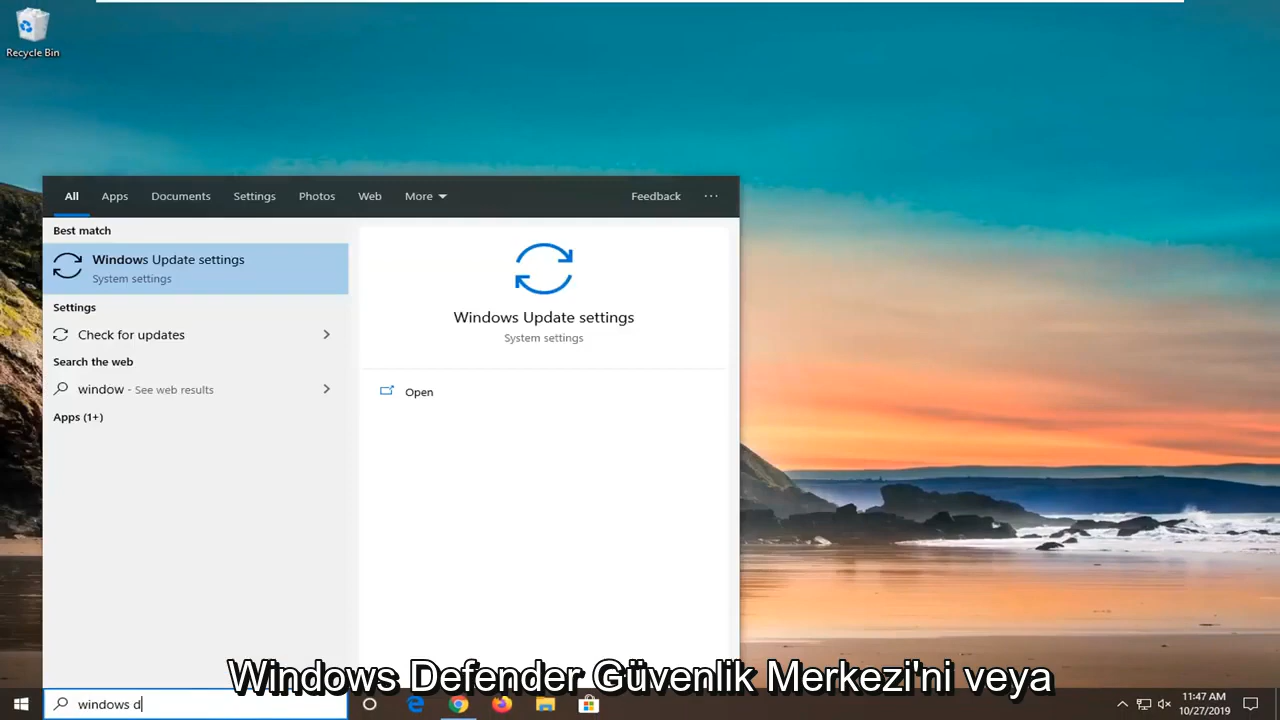 Recycle Bin
All Apps Documents Settings Photos Web More Feedback ...
Best match
Windows Update settings
System settings
Settings
Check for updates
Search the web
window - See web results
Apps (1+)
Windows Update settings
System settings
Open
Windows Defender Güvenlik Merkezi'ni veya
windows d
11:47 AM
10/27/2019